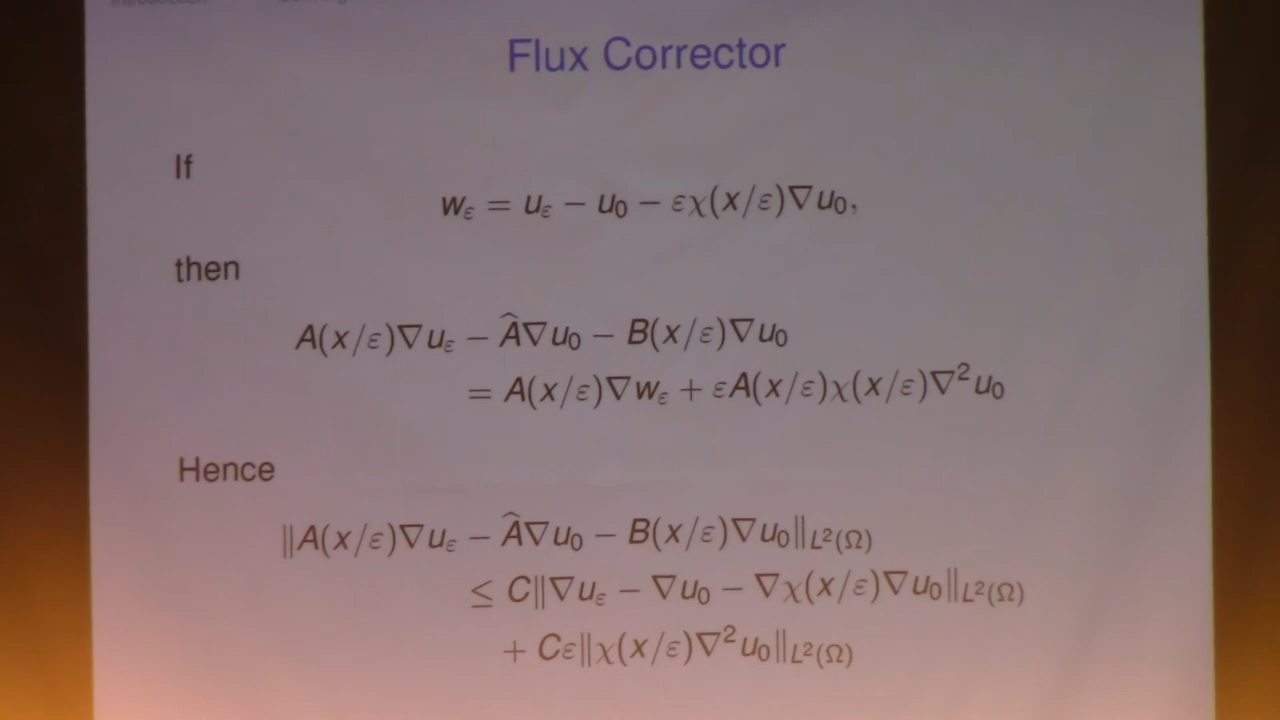 Flux Corrector
If
w_ε = u_ε − u_0 − εχ(x/ε)∇u_0,
then
A(x/ε)∇u_ε − Â∇u_0 − B(x/ε)∇u_0
= A(x/ε)∇w_ε + εA(x/ε)χ(x/ε)∇²u_0
Hence
‖A(x/ε)∇u_ε − Â∇u_0 − B(x/ε)∇u_0‖_{L²(Ω)}
≤ C‖∇u_ε − ∇u_0 − ∇χ(x/ε)∇u_0‖_{L²(Ω)}
+ Cε‖χ(x/ε)∇²u_0‖_{L²(Ω)}